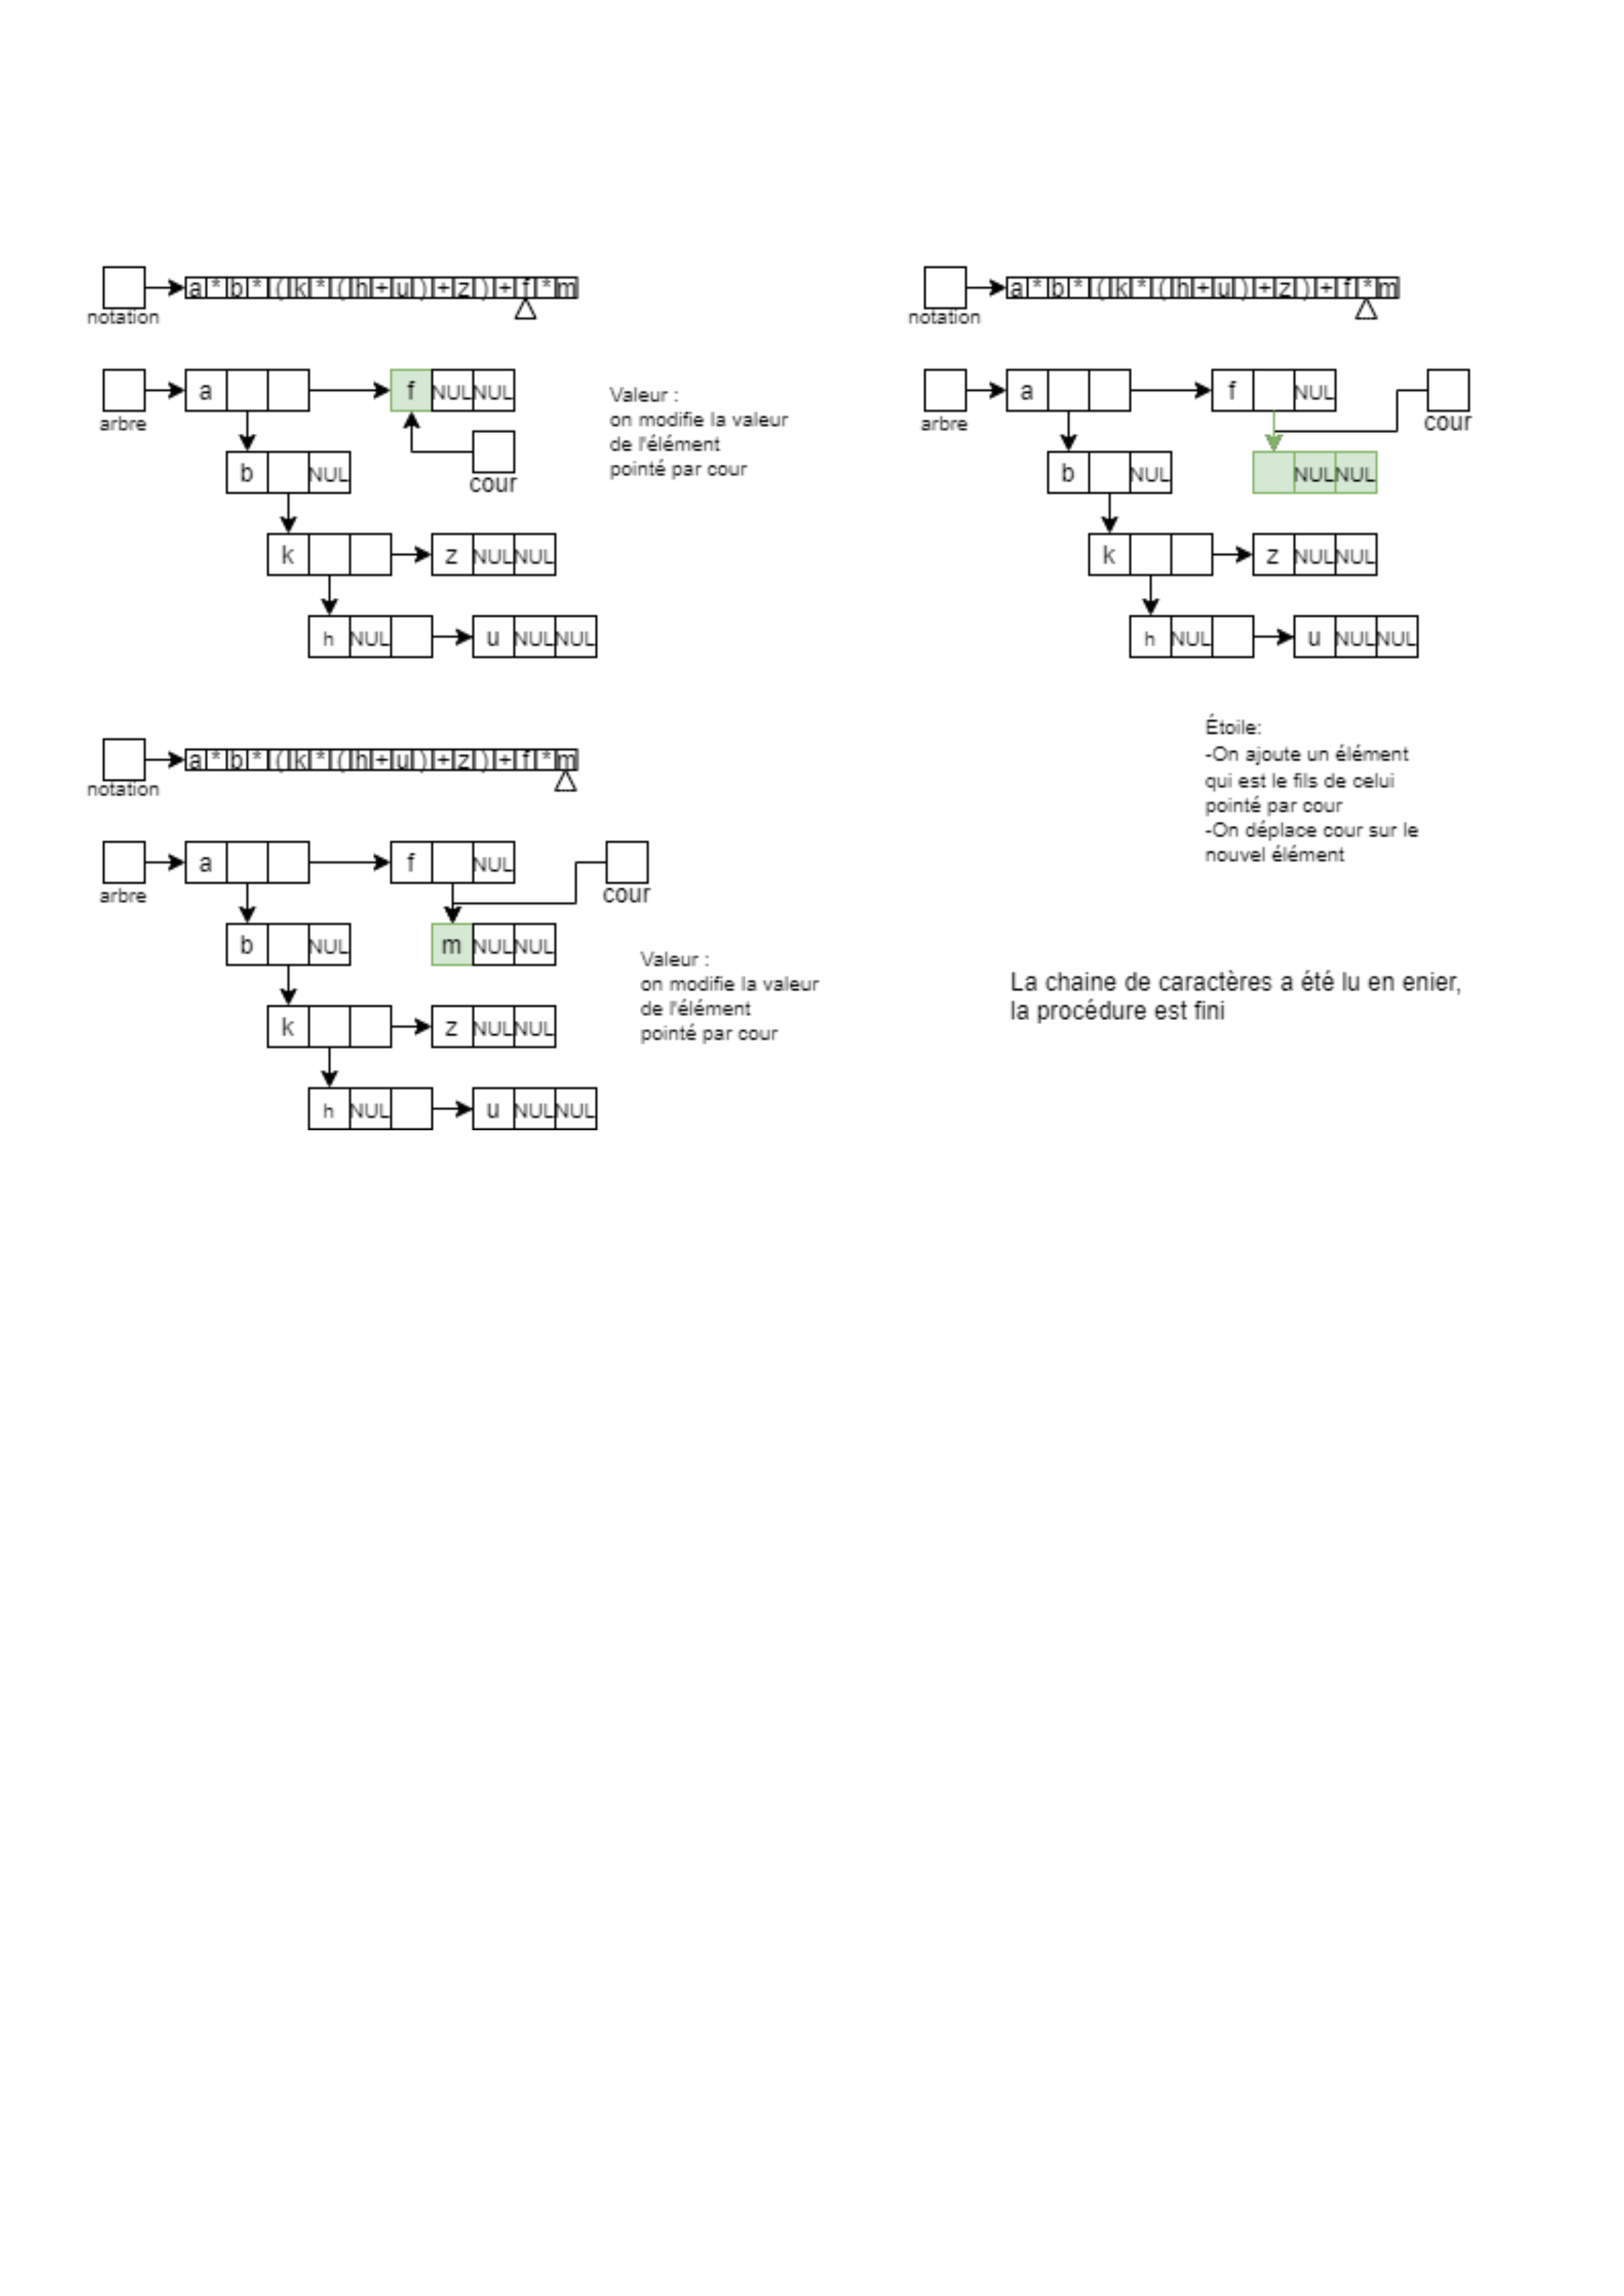 a*b*(k*(h+u)+z)+f*m
notation
a f NUL NUL
arbre
b NUL
cour
k z NUL NUL
h NUL u NUL NUL
Valeur :
on modifie la valeur
de l'élément
pointé par cour
a*b*(k*(h+u)+z)+f*m
notation
a f NUL
arbre
cour
b NUL NUL NUL
k z NUL NUL
h NUL u NUL NUL
Étoile:
-On ajoute un élément
qui est le fils de celui
pointé par cour
-On déplace cour sur le
nouvel élément
a*b*(k*(h+u)+z)+f*m
notation
a f NUL
arbre
cour
b NUL m NUL NUL
k z NUL NUL
h NUL u NUL NUL
Valeur :
on modifie la valeur
de l'élément
pointé par cour
La chaine de caractères a été lu en enier,
la procédure est fini